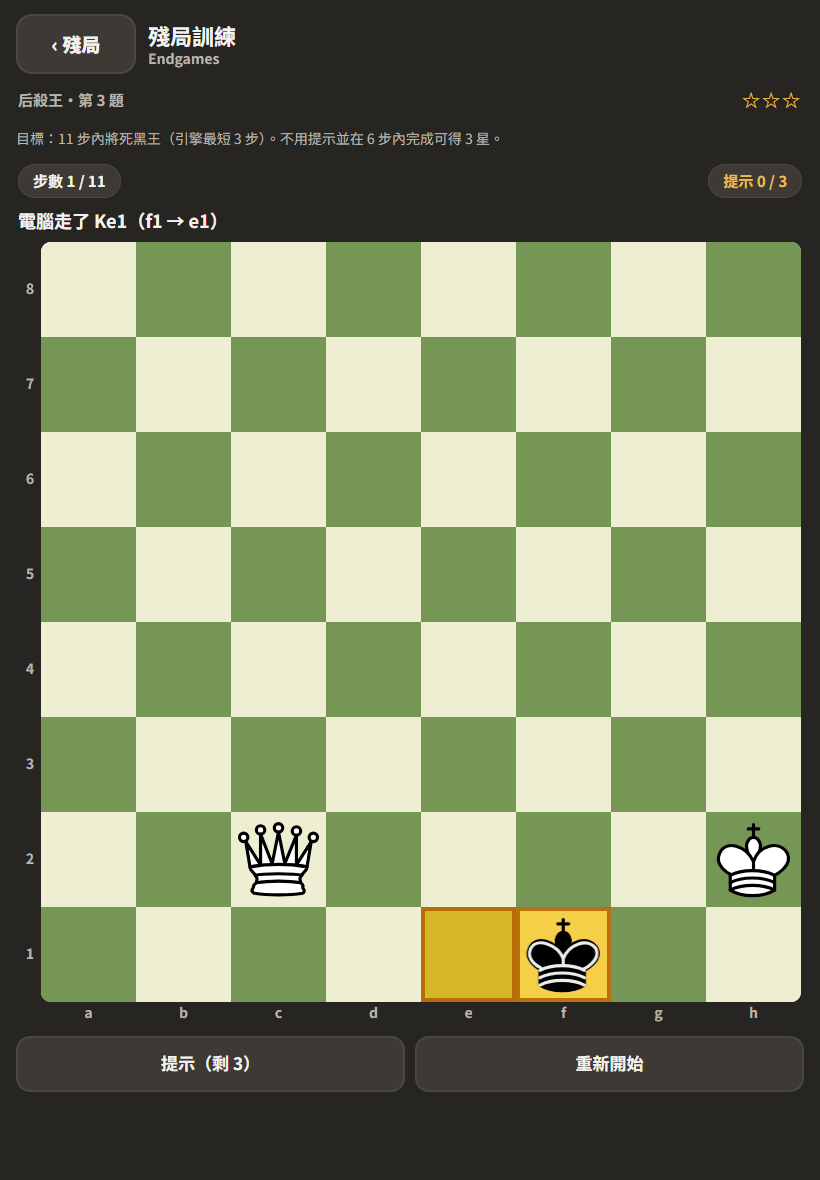 ‹ 殘局
殘局訓練
Endgames
后殺王・第 3 題
☆☆☆
目標：11 步內將死黑王（引擎最短 3 步）。不用提示並在 6 步內完成可得 3 星。
步數 1 / 11
提示 0 / 3
電腦走了 Ke1（f1 → e1）
8
7
6
5
4
3
2
1
a b c d e f g h
提示（剩 3）
重新開始